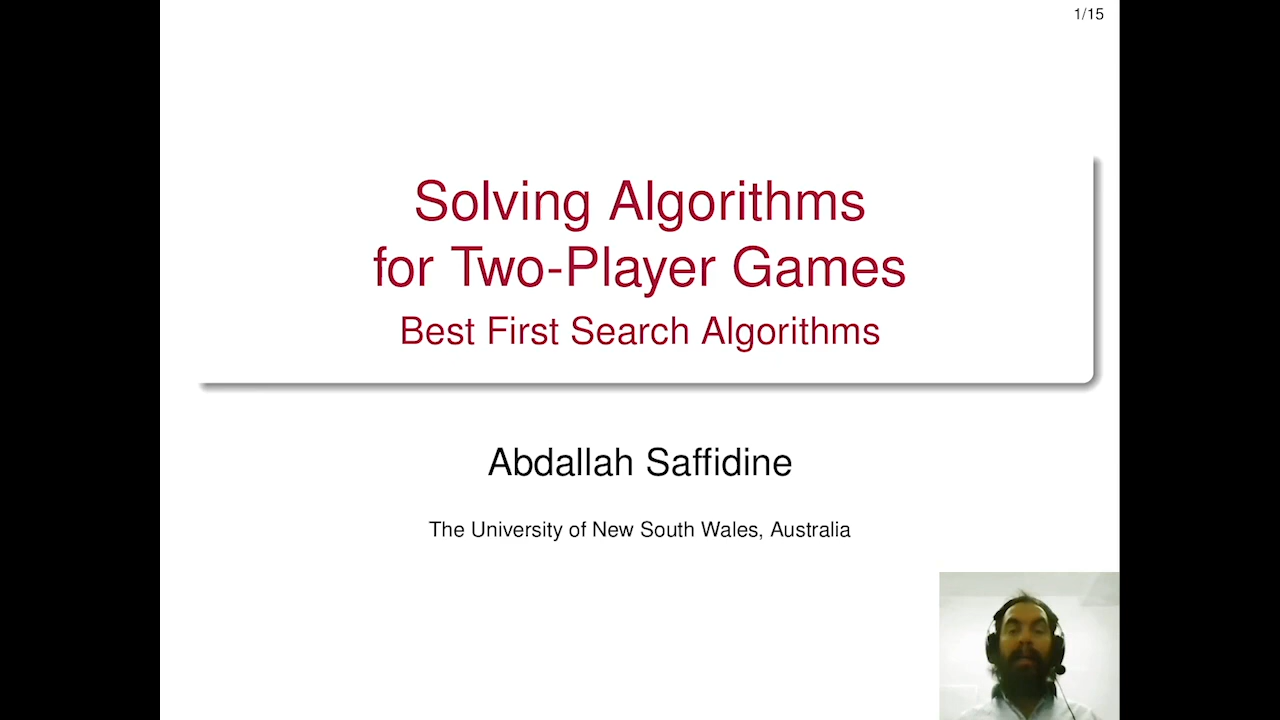 1/15
Solving Algorithms
for Two-Player Games
Best First Search Algorithms
Abdallah Saffidine
The University of New South Wales, Australia